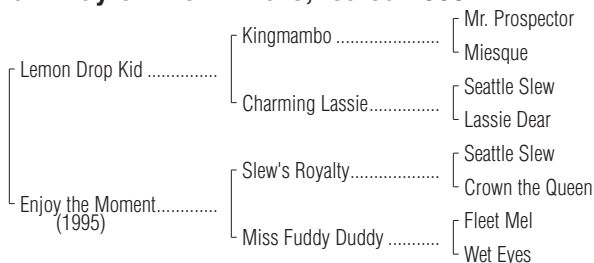 Kingmambo ..................
Mr. Prospector
Miesque
Lemon Drop Kid ..............
Charming Lassie..............
Seattle Slew
Lassie Dear
Slew's Royalty..................
Seattle Slew
Crown the Queen
Enjoy the Moment............
(1995)
Miss Fuddy Duddy ...........
Fleet Mel
Wet Eyes